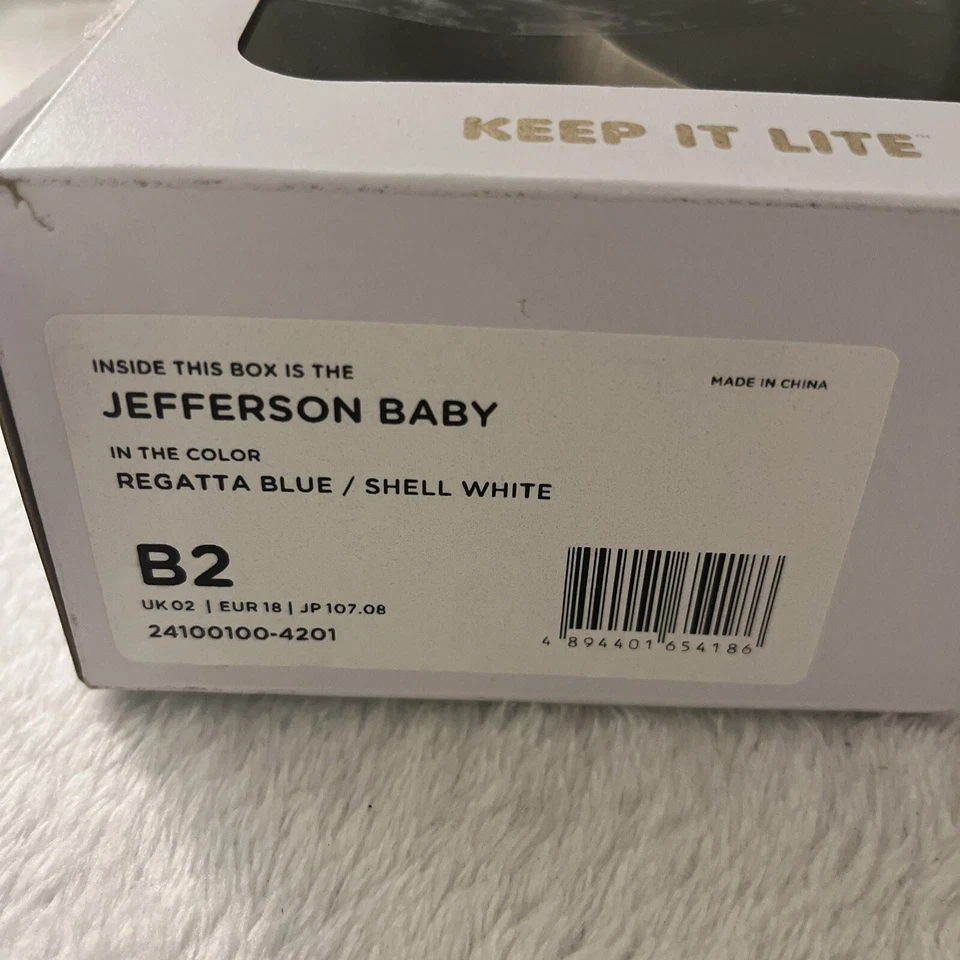 KEEP IT LITE™
INSIDE THIS BOX IS THE
MADE IN CHINA
JEFFERSON BABY
IN THE COLOR
REGATTA BLUE / SHELL WHITE
B2
UK 02 | EUR 18 | JP 107.08
24100100-4201
4 894401 654186